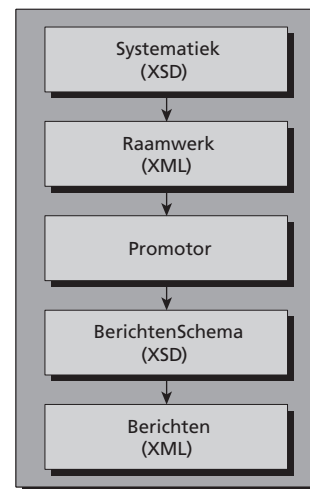 Systematiek
(XSD)
Raamwerk
(XML)
Promotor
BerichtenSchema
(XSD)
Berichten
(XML)